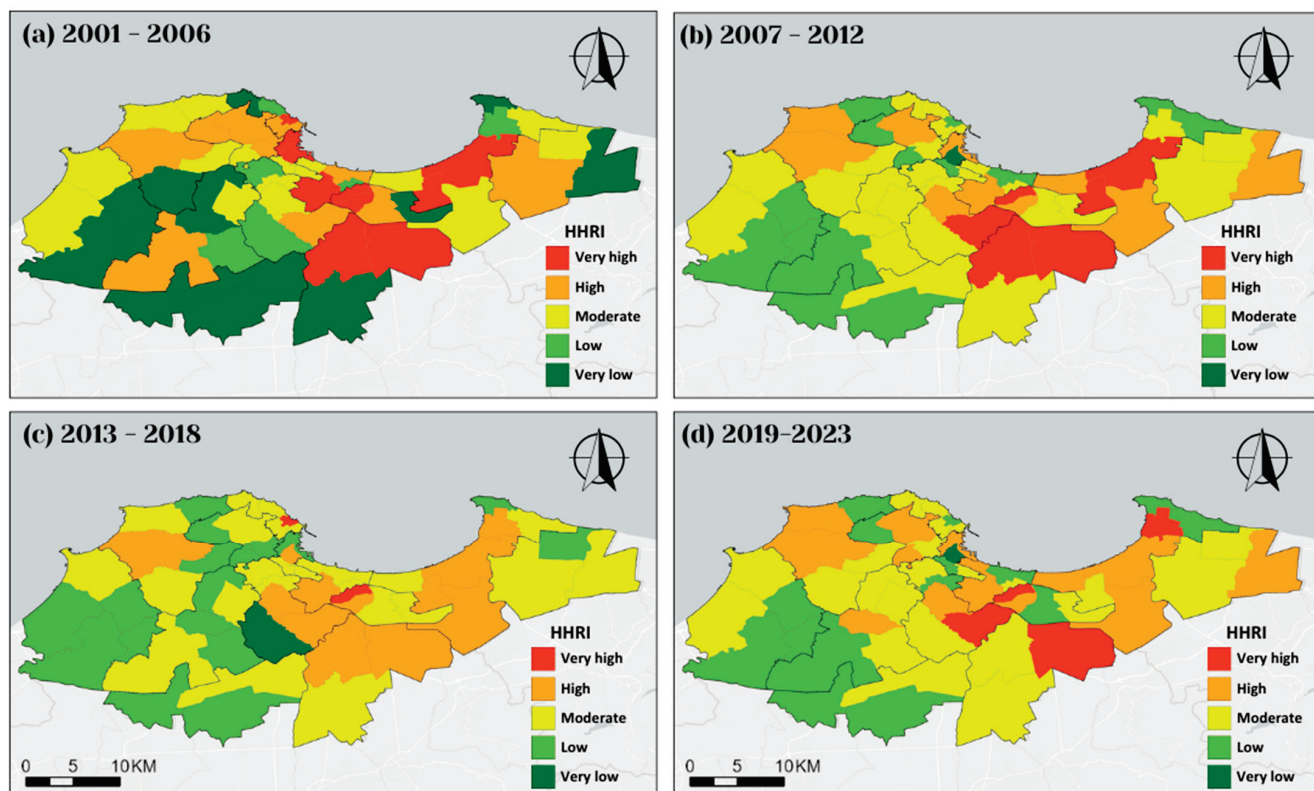 (a) 2001 – 2006
HHRI
Very high
High
Moderate
Low
Very low
(b) 2007 – 2012
HHRI
Very high
High
Moderate
Low
Very low
(c) 2013 – 2018
HHRI
Very high
High
Moderate
Low
Very low
0 5 10KM
(d) 2019-2023
HHRI
Very high
High
Moderate
Low
Very low
0 5 10KM